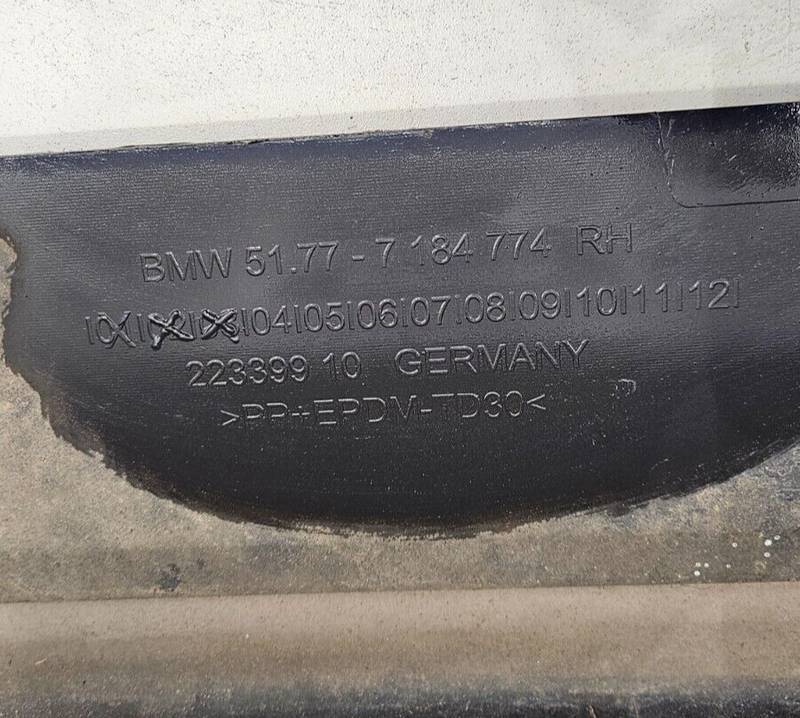 BMW 51.77 - 7 184 774 RH
|01|02|03|04|05|06|07|08|09|10|11|12|
223399 10 GERMANY
>PP+EPDM-TD30<